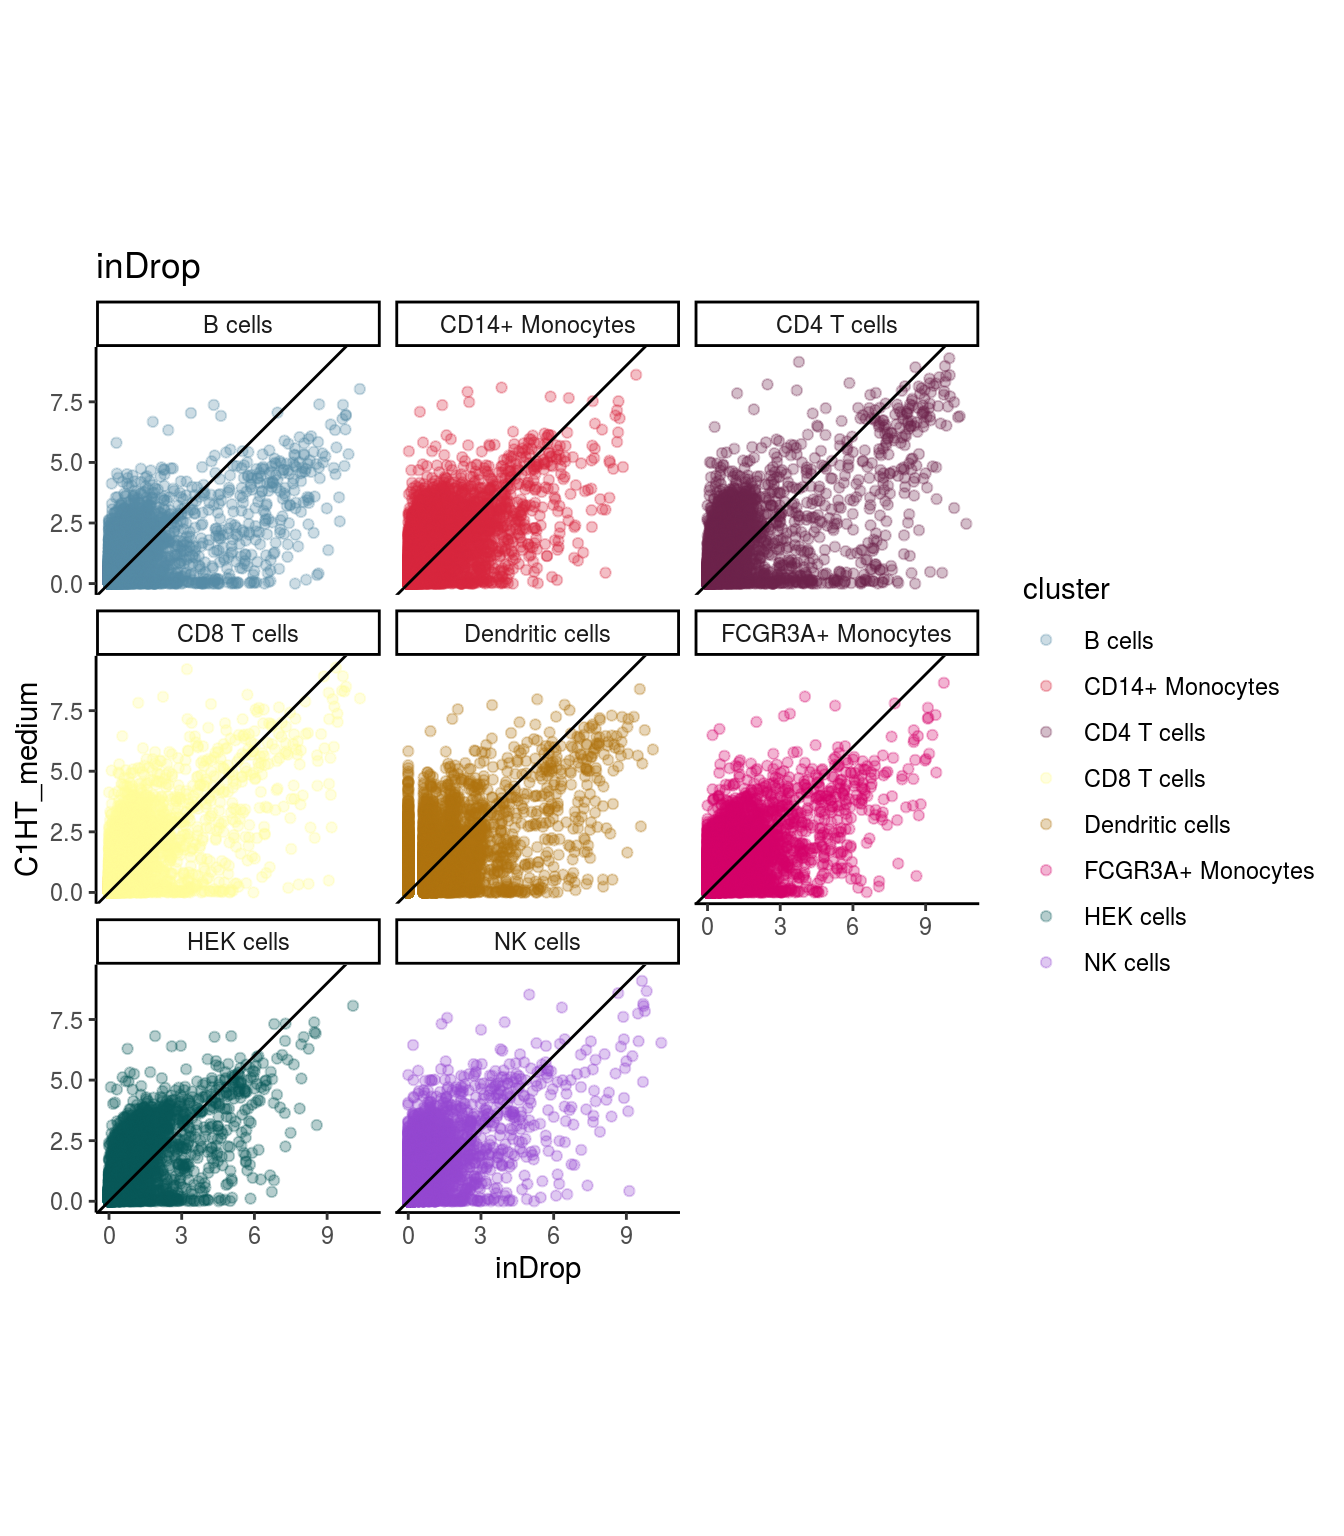 inDrop
B cells
CD14+ Monocytes
CD4 T cells
7.5
5.0
2.5
0.0
CD8 T cells
Dendritic cells
FCGR3A+ Monocytes
7.5
5.0
2.5
0.0
0
3
6
9
HEK cells
NK cells
7.5
5.0
2.5
0.0
0
3
6
9
0
3
6
9
inDrop
C1HT_medium
cluster
B cells
CD14+ Monocytes
CD4 T cells
CD8 T cells
Dendritic cells
FCGR3A+ Monocytes
HEK cells
NK cells